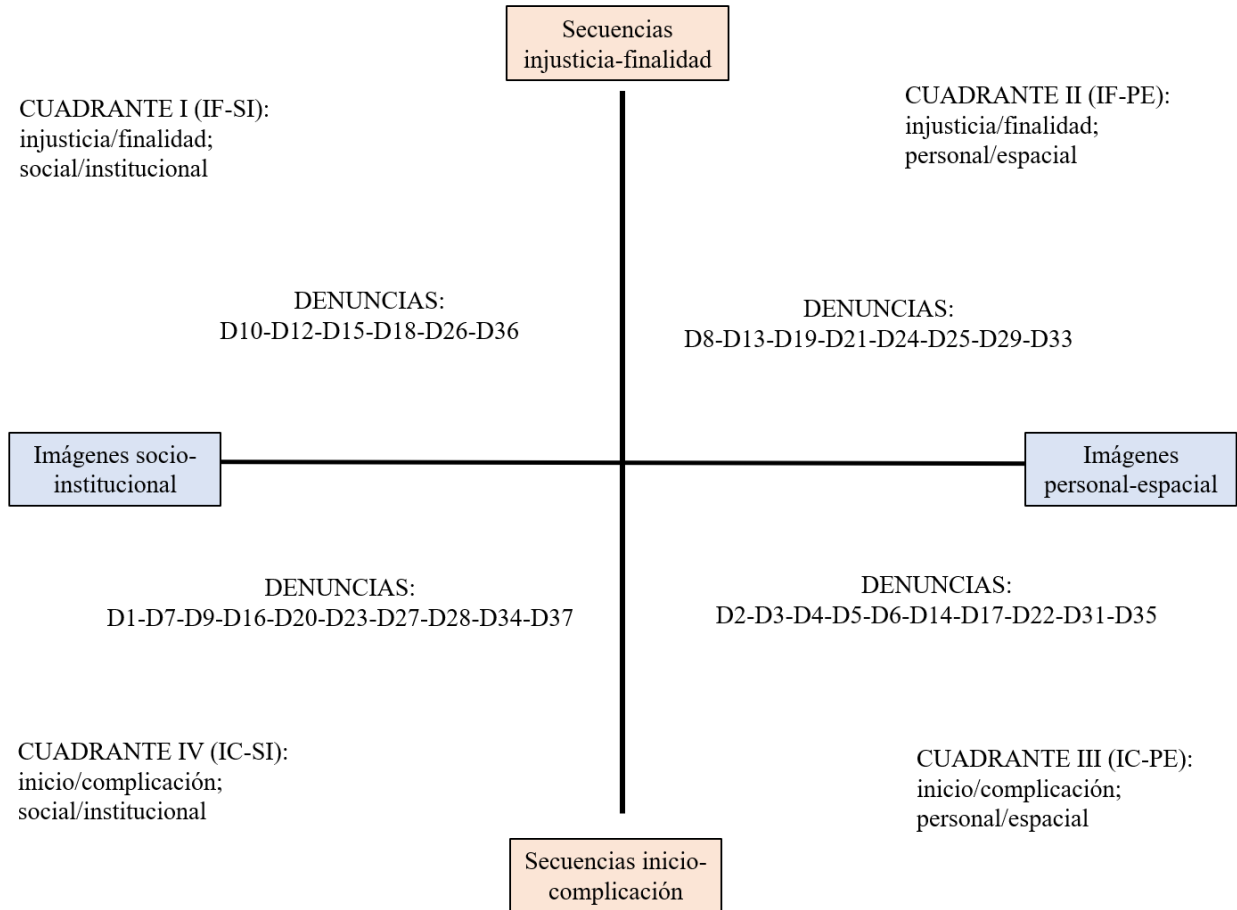 Secuencias
injusticia-finalidad
CUADRANTE I (IF-SI):
injusticia/finalidad;
social/institucional
CUADRANTE II (IF-PE):
injusticia/finalidad;
personal/espacial
DENUNCIAS:
D10-D12-D15-D18-D26-D36
DENUNCIAS:
D8-D13-D19-D21-D24-D25-D29-D33
Imágenes socio-
institucional
Imágenes
personal-espacial
DENUNCIAS:
D1-D7-D9-D16-D20-D23-D27-D28-D34-D37
DENUNCIAS:
D2-D3-D4-D5-D6-D14-D17-D22-D31-D35
CUADRANTE IV (IC-SI):
inicio/complicación;
social/institucional
CUADRANTE III (IC-PE):
inicio/complicación;
personal/espacial
Secuencias inicio-
complicación